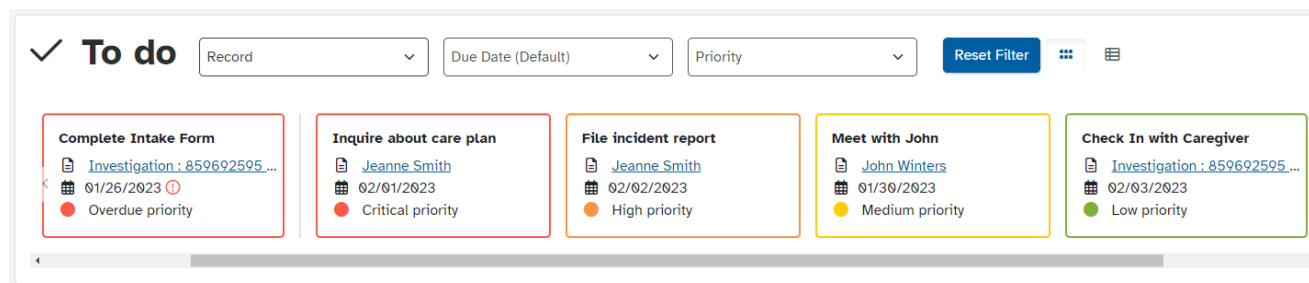 To do
Record
Due Date (Default)
Priority
Reset Filter
Complete Intake Form
Investigation : 859692595 ...
01/26/2023
Overdue priority
Inquire about care plan
Jeanne Smith
02/01/2023
Critical priority
File incident report
Jeanne Smith
02/02/2023
High priority
Meet with John
John Winters
01/30/2023
Medium priority
Check In with Caregiver
Investigation : 859692595 ...
02/03/2023
Low priority